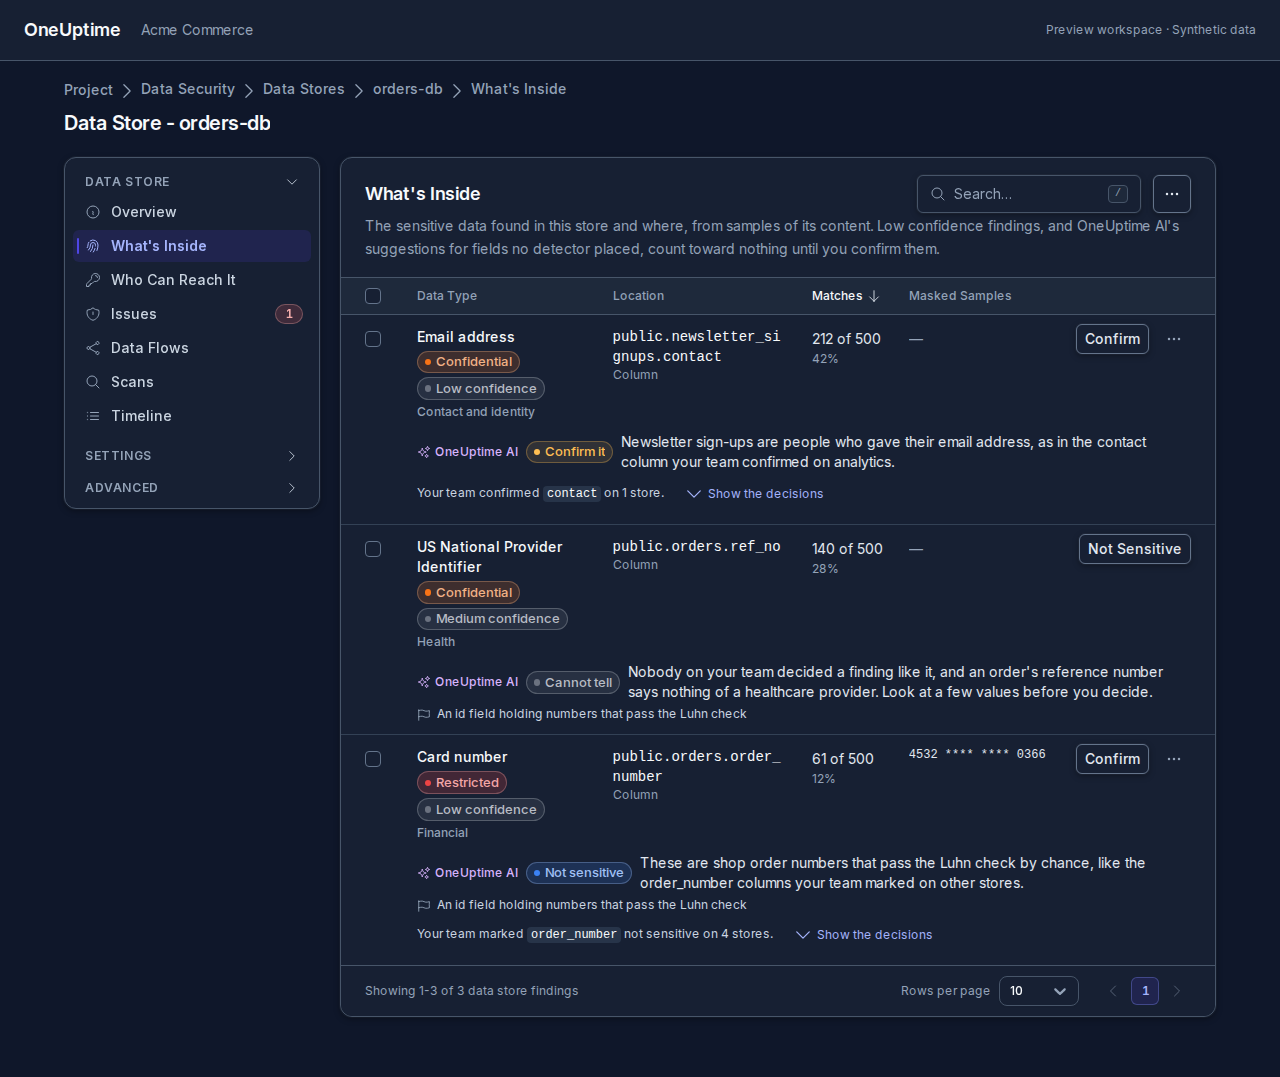 OneUptime Acme Commerce Preview workspace · Synthetic data
Project Data Security Data Stores orders-db What's Inside
Data Store - orders-db
DATA STORE
Overview
What's Inside
Who Can Reach It
Issues 1
Data Flows
Scans
Timeline
SETTINGS
ADVANCED
What's Inside
Search... /
The sensitive data found in this store and where, from samples of its content. Low confidence findings, and OneUptime AI's
suggestions for fields no detector placed, count toward nothing until you confirm them.
Data Type Location Matches Masked Samples
Email address public.newsletter_si 212 of 500 — Confirm
gnups.contact
Confidential Column 42%
Low confidence
Contact and identity
OneUptime AI Confirm it Newsletter sign-ups are people who gave their email address, as in the contact
column your team confirmed on analytics.
Your team confirmed contact on 1 store. Show the decisions
US National Provider public.orders.ref_no 140 of 500 — Not Sensitive
Identifier Column 28%
Confidential
Medium confidence
Health
OneUptime AI Cannot tell Nobody on your team decided a finding like it, and an order's reference number
says nothing of a healthcare provider. Look at a few values before you decide.
An id field holding numbers that pass the Luhn check
Card number public.orders.order_ 61 of 500 4532 **** **** 0366 Confirm
number
Restricted Column 12%
Low confidence
Financial
OneUptime AI Not sensitive These are shop order numbers that pass the Luhn check by chance, like the
order_number columns your team marked on other stores.
An id field holding numbers that pass the Luhn check
Your team marked order_number not sensitive on 4 stores. Show the decisions
Showing 1-3 of 3 data store findings Rows per page 10 1